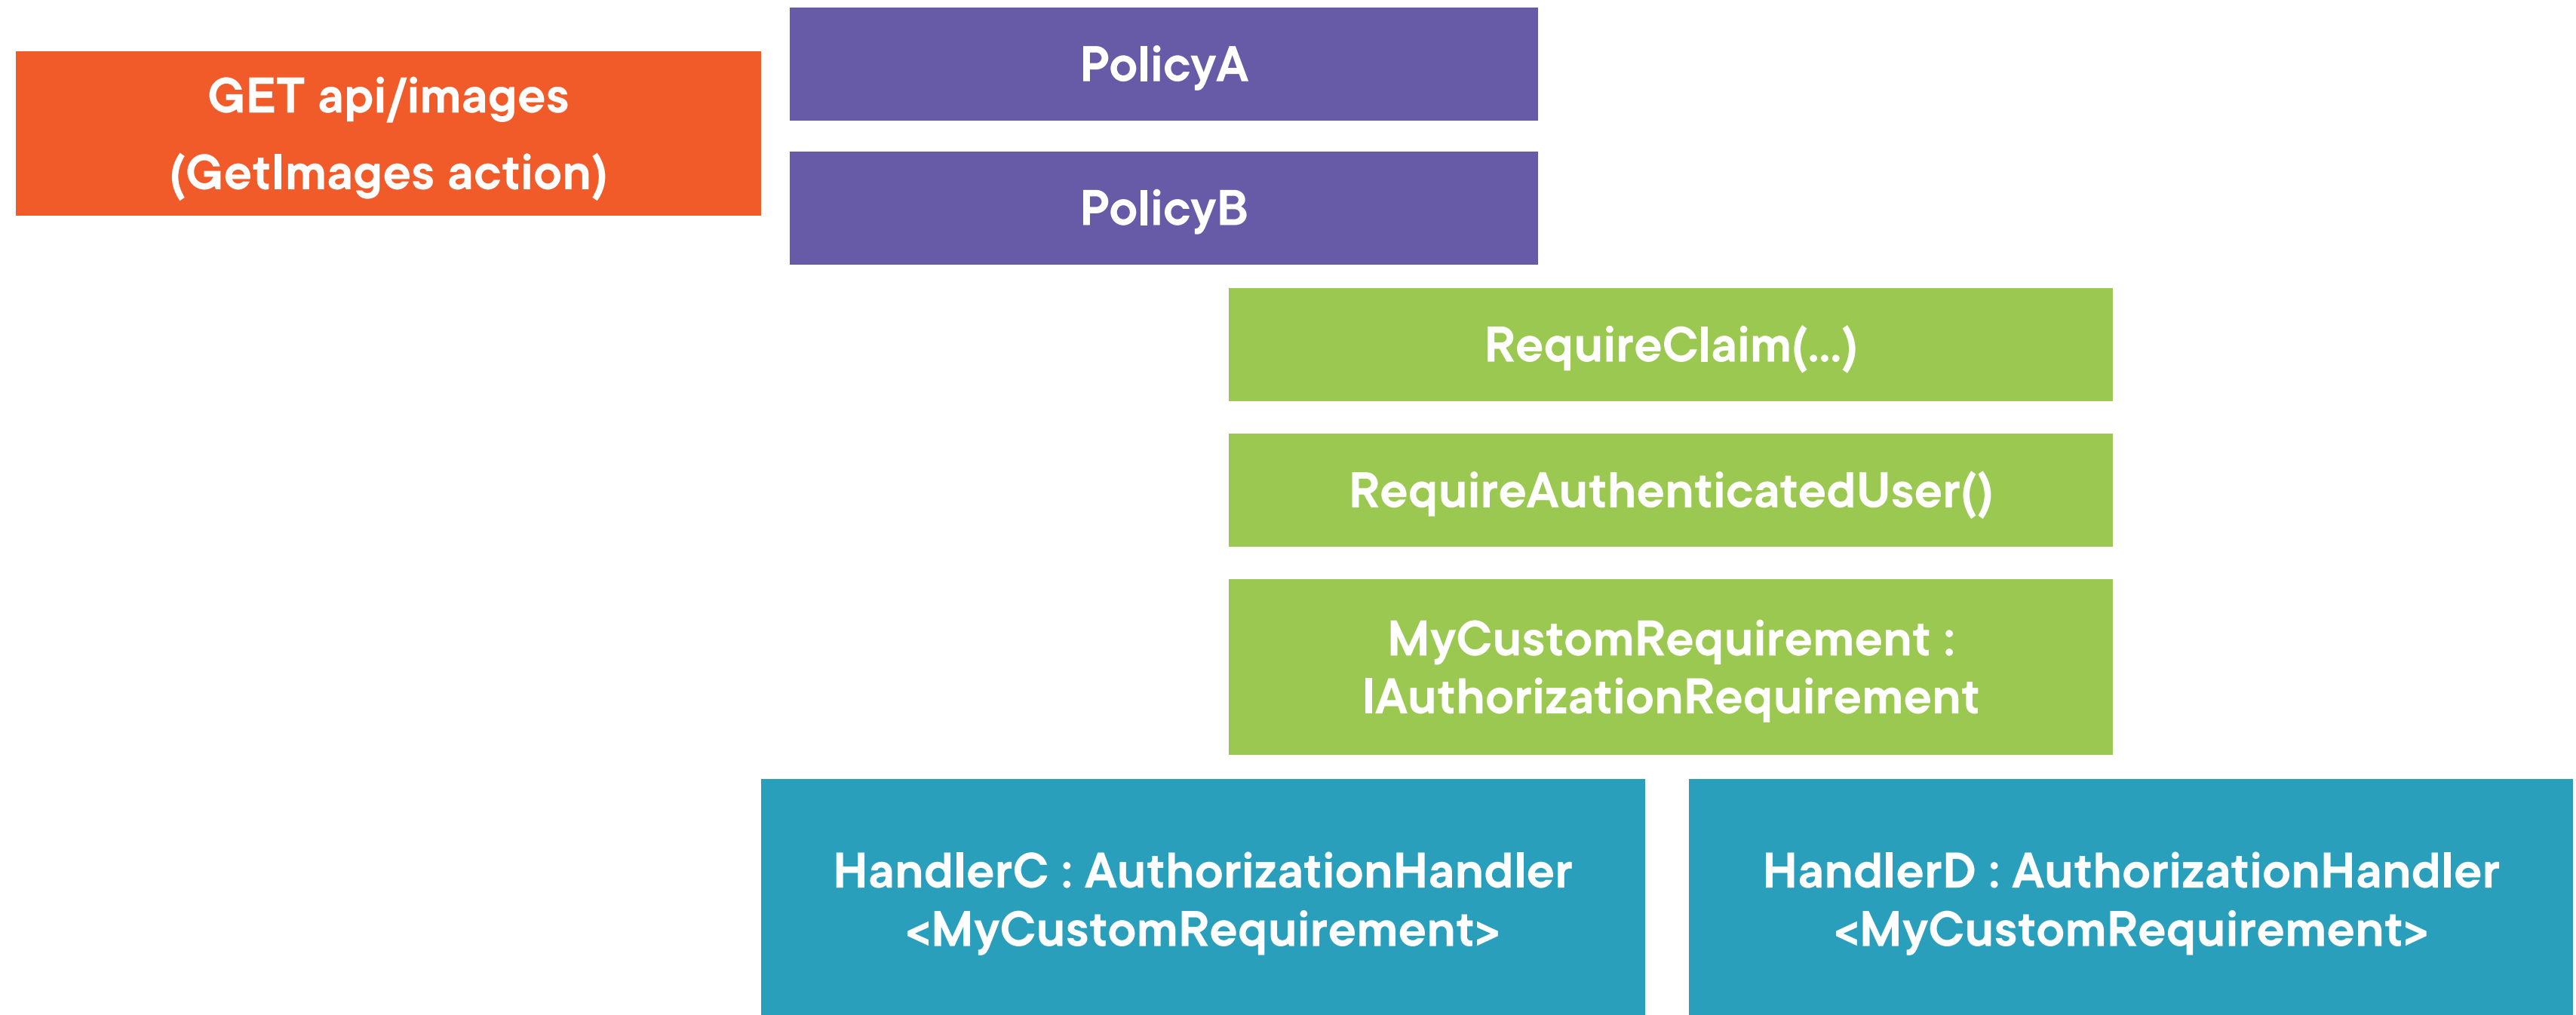 GET api/images
(GetImages action)
PolicyA
PolicyB
RequireClaim(...)
RequireAuthenticatedUser()
MyCustomRequirement :
IAuthorizationRequirement
HandlerC : AuthorizationHandler
<MyCustomRequirement>
HandlerD : AuthorizationHandler
<MyCustomRequirement>